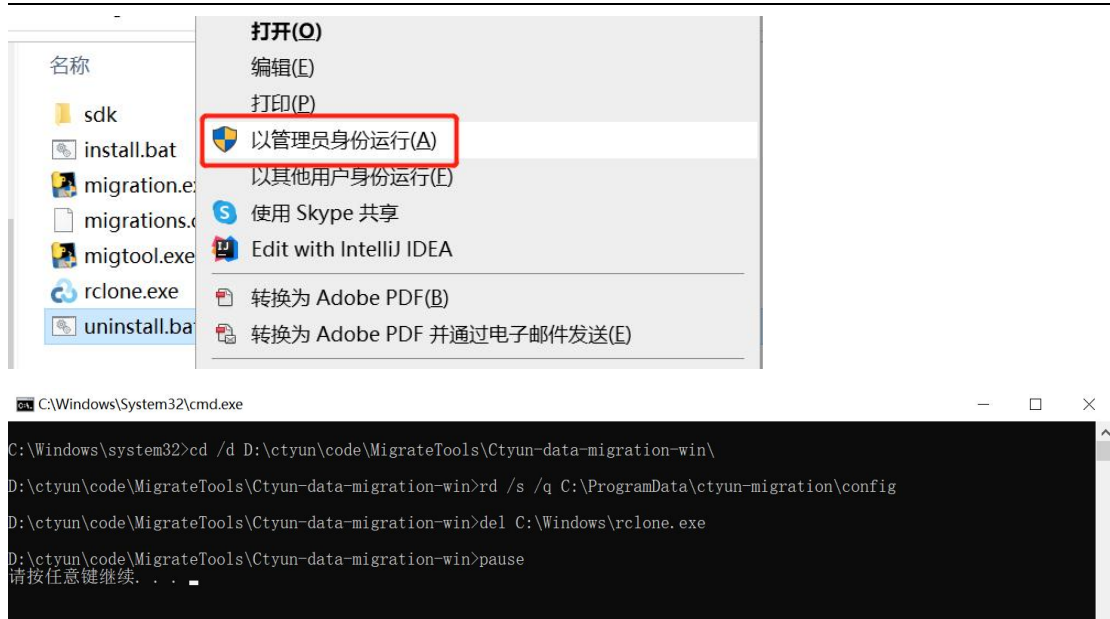 打开(O)
名称
编辑(E)
打印(P)
sdk
以管理员身份运行(A)
install.bat
migration.e
以其他用户身份运行(F)
migrations.
使用 Skype 共享
migtool.exe
Edit with IntelliJ IDEA
rclone.exe
转换为 Adobe PDF(B)
uninstall.ba
转换为 Adobe PDF 并通过电子邮件发送(E)
C:\Windows\System32\cmd.exe
C:\Windows\system32>cd /d D:\ctyun\code\MigrateTools\Ctyun-data-migration-win\
D:\ctyun\code\MigrateTools\Ctyun-data-migration-win>rd /s /q C:\ProgramData\ctyun-migration\config
D:\ctyun\code\MigrateTools\Ctyun-data-migration-win>del C:\Windows\rclone.exe
D:\ctyun\code\MigrateTools\Ctyun-data-migration-win>pause
请按任意键继续. . .